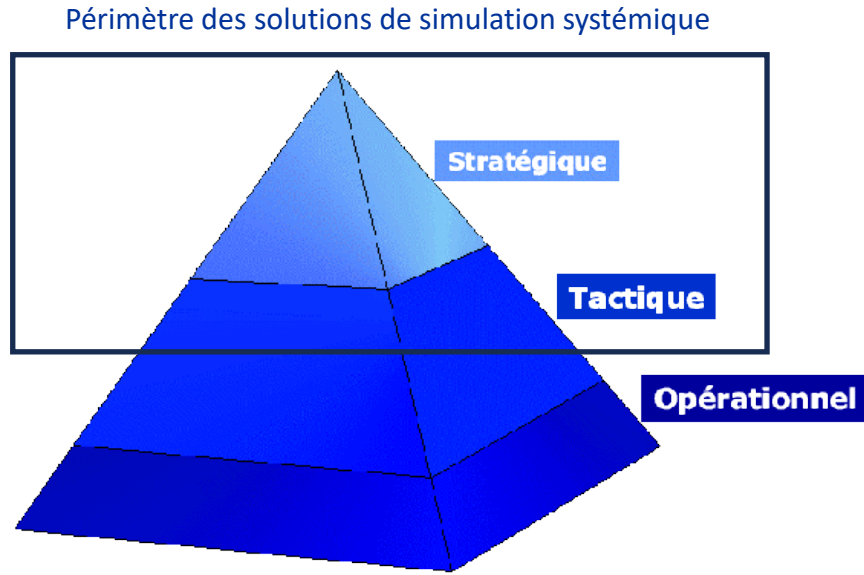 Périmètre des solutions de simulation systémique
Stratégique
Tactique
Opérationnel